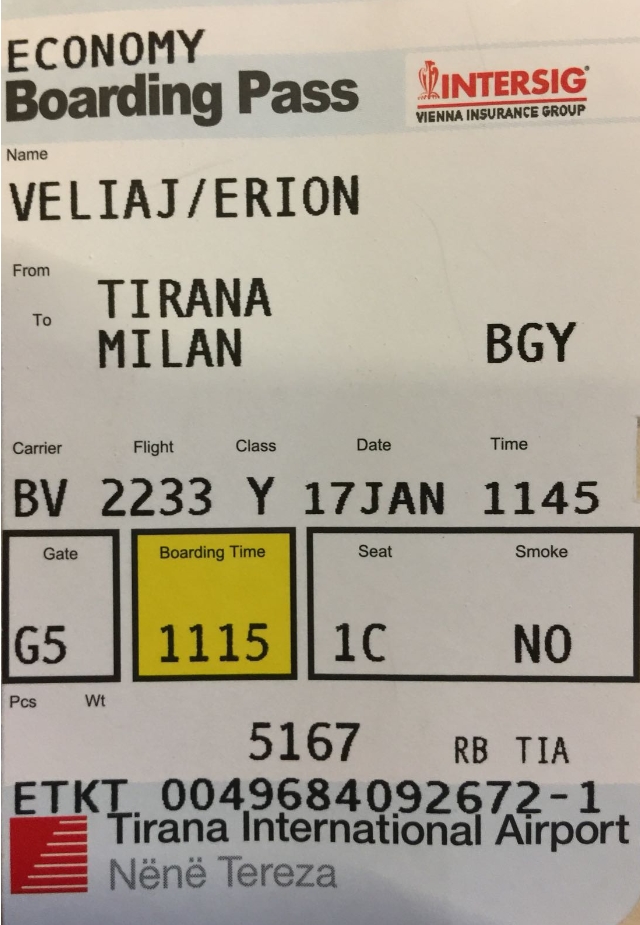 ECONOMY
Boarding Pass
INTERSIG®
VIENNA INSURANCE GROUP
Name
VELIAJ/ERION
From
TIRANA
To
MILAN BGY
Carrier Flight Class Date Time
BV 2233 Y 17JAN 1145
Gate Boarding Time Seat Smoke
G5 1115 1C NO
Pcs Wt
5167 RB TIA
ETKT 0049684092672-1
Tirana International Airport
Nënë Tereza